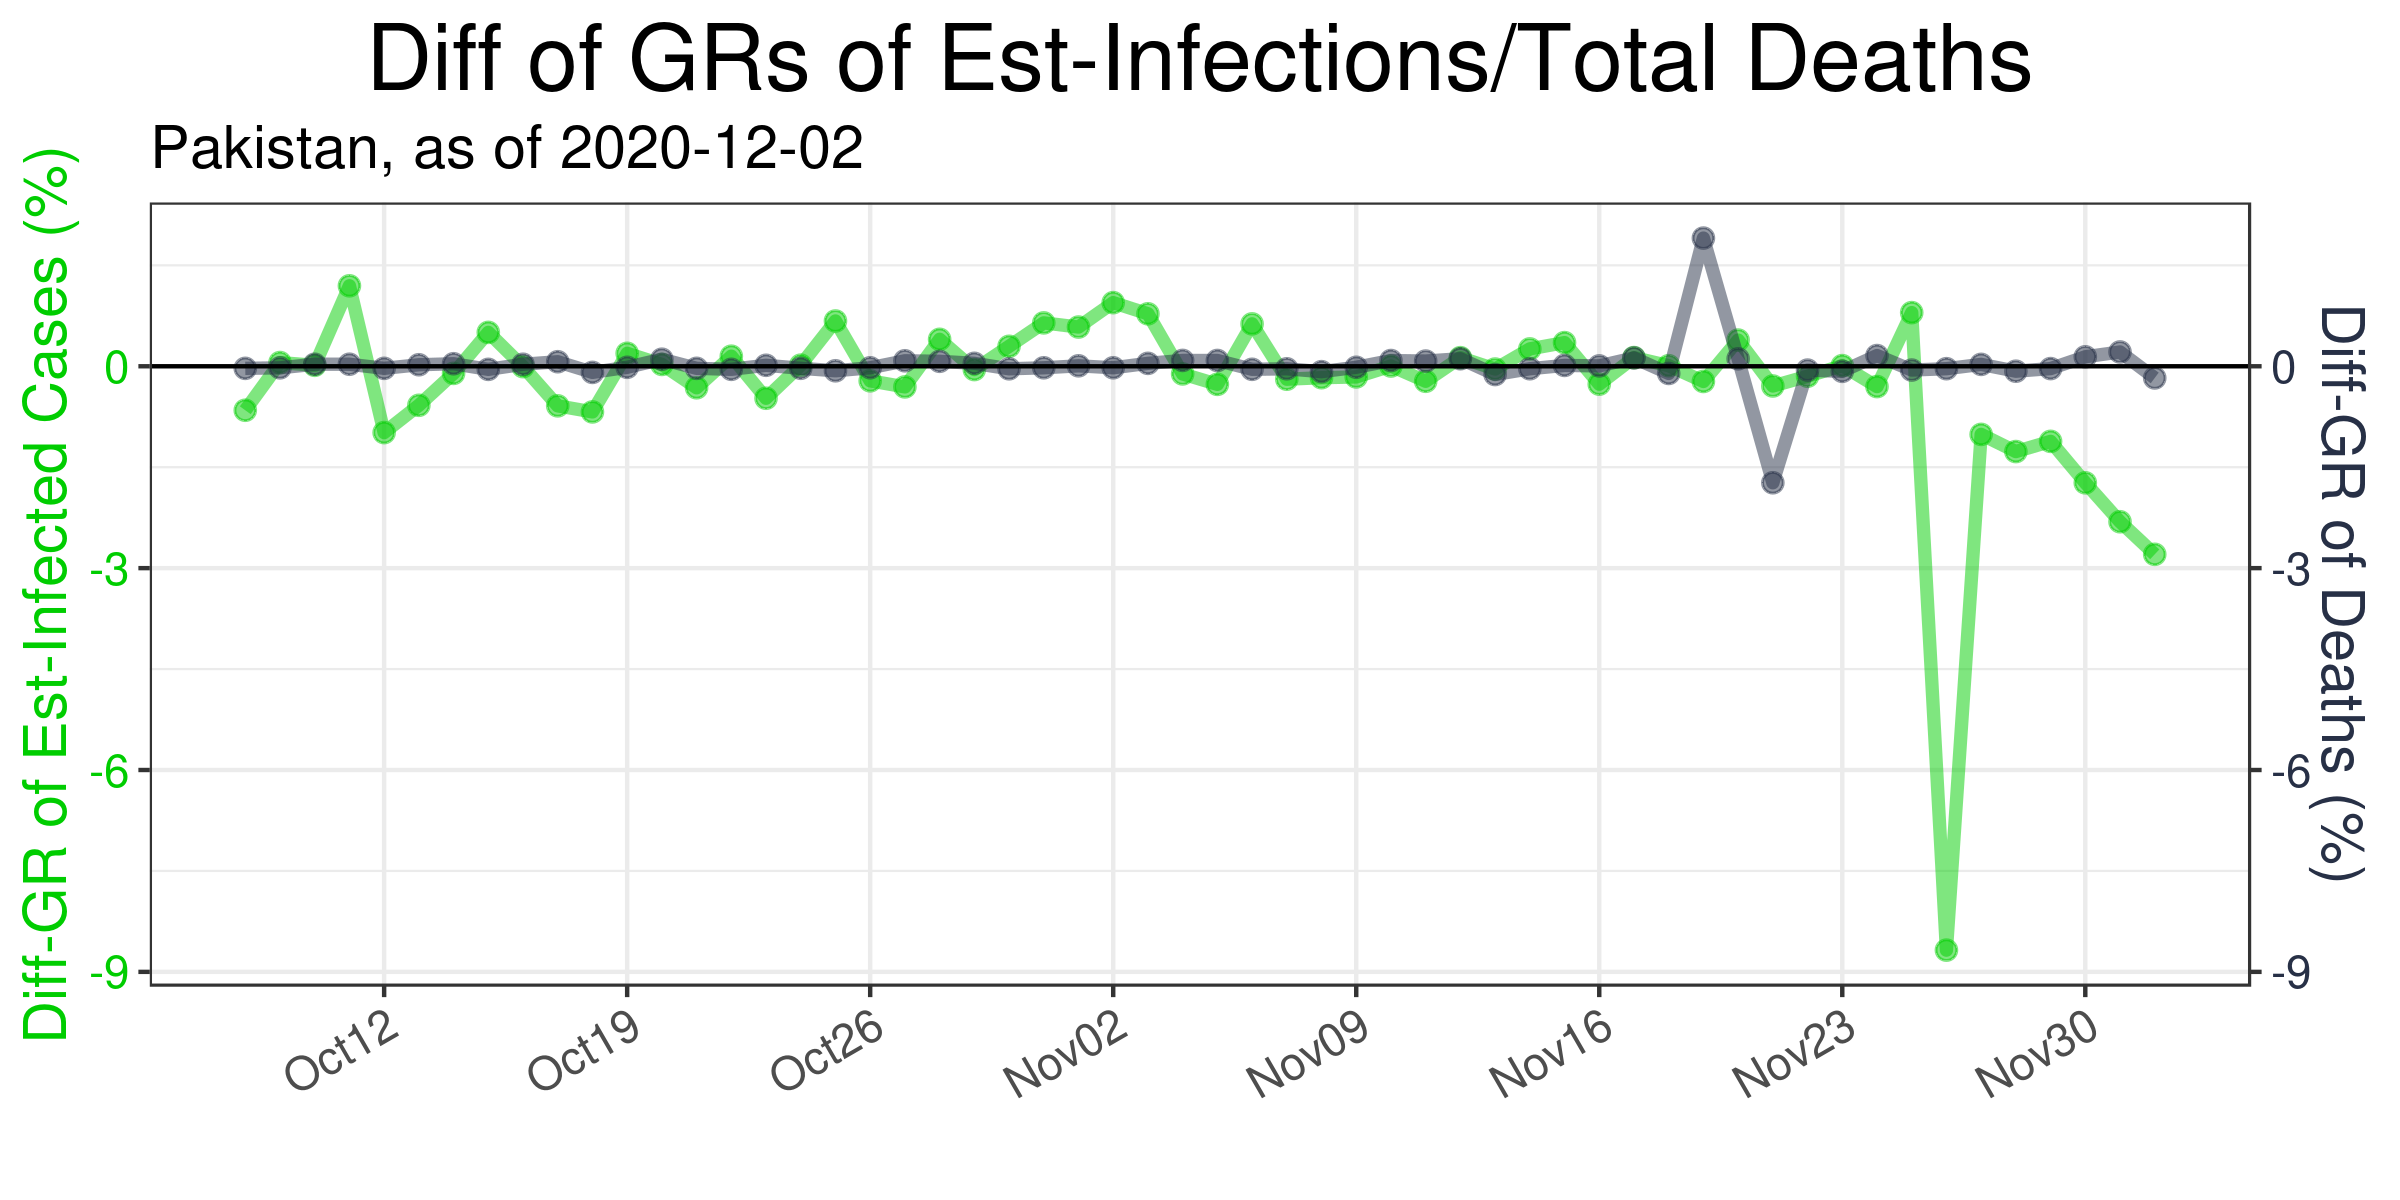 Diff of GRs of Est-Infections/Total Deaths
Pakistan, as of 2020-12-02
Diff-GR of Est-Infected Cases (%)
0
-3
-6
-9
0
-3
-6
-9
Diff-GR of Deaths (%)
Oct12
Oct19
Oct26
Nov02
Nov09
Nov16
Nov23
Nov30